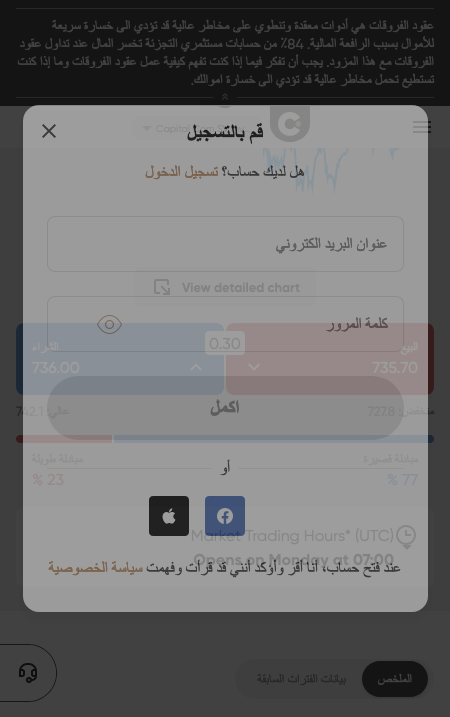 عقود الفروقات هي أدوات معقدة وتنطوي على مخاطر عالية قد تؤدي الى خسارة سريعة
للأموال بسبب الرافعة المالية. 84٪ من حسابات مستثمري التجزئة تخسر المال عند تداول عقود
الفروقات مع هذا المزود. يجب أن تفكر فيما إذا كنت تفهم كيفية عمل عقود الفروقات وما إذا كنت
تستطيع تحمل مخاطر عالية قد تؤدي الى خسارة اموالك.
قم بالتسجيل
هل لديك حساب؟ تسجيل الدخول
عنوان البريد الكتروني
View detailed chart
كلمة المرور
البيع
الشراء
0.30
735.70
736.00
اكمل
منخفض: 727.8
عالي: 742.1
مبادلة قصيرة
مبادلة طويلة
أو
77 %
23 %
Market Trading Hours* (UTC)
Opens on Monday at 07:00
عند فتح حساب، أنا أقر وأؤكد أنني قد قرأت وفهمت سياسة الخصوصية
الملخص
بيانات الفترات السابقة